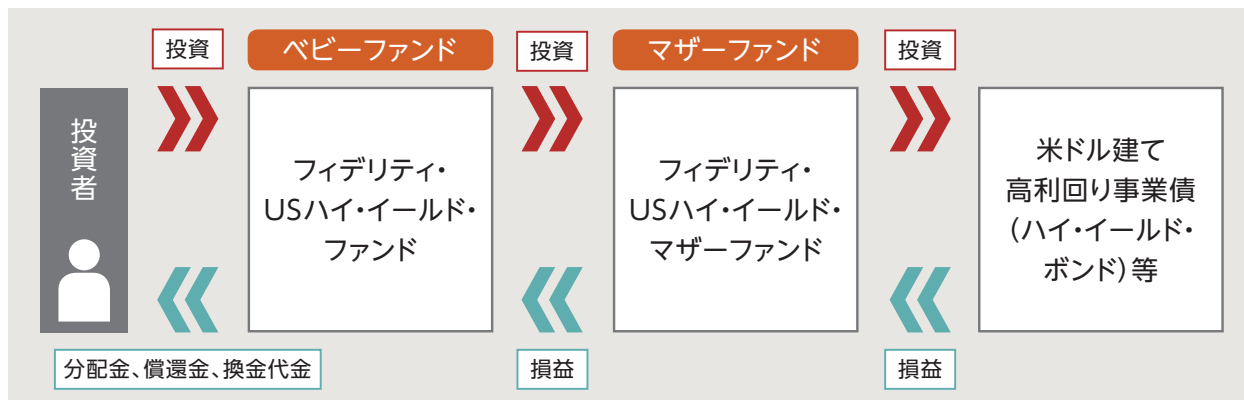 投資
ベビーファンド
投資
マザーファンド
投資
投資者
フィデリティ・
USハイ・イールド・
ファンド
フィデリティ・
USハイ・イールド・
マザーファンド
米ドル建て
高利回り事業債
(ハイ・イールド・
ボンド)等
分配金、償還金、換金代金
損益
損益